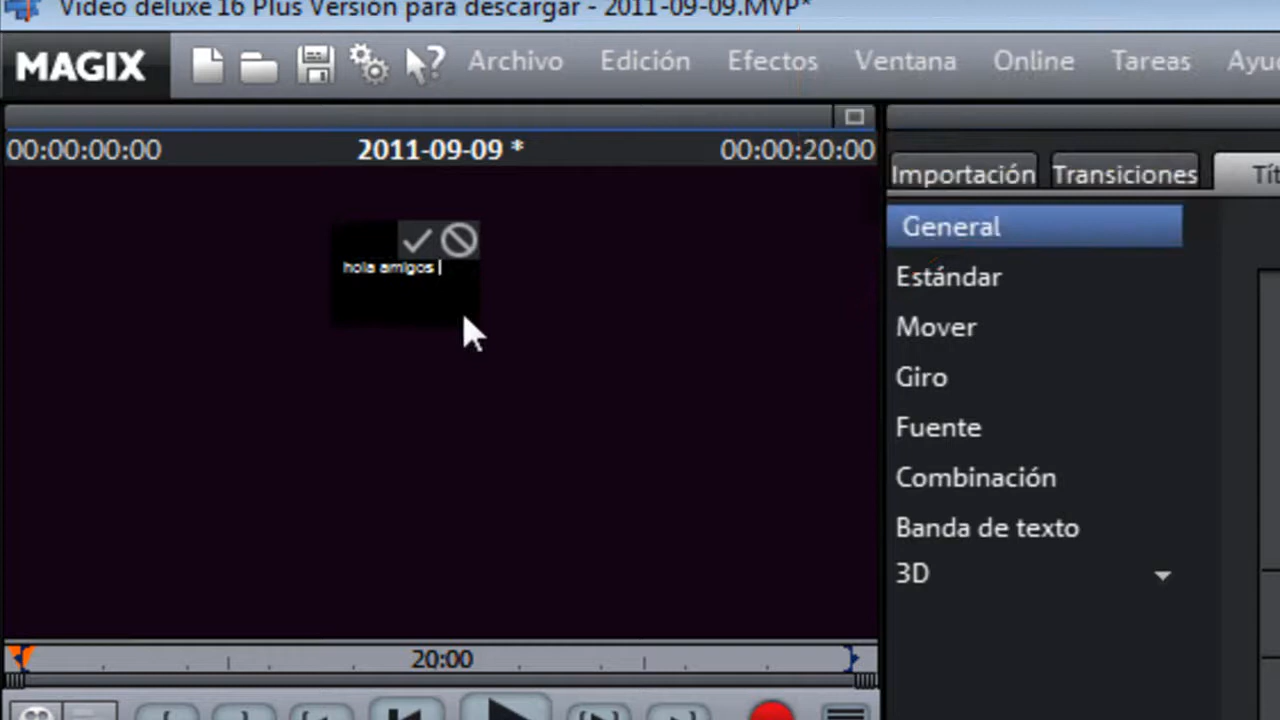 Video deluxe 16 Plus Versión para descargar - 2011-09-09.MVP*
MAGIX Archivo Edición Efectos Ventana Online Tareas Ayu
00:00:00:00 2011-09-09 * 00:00:20:00
Importación Transiciones Tít
General
hola amigos
Estándar
Mover
Giro
Fuente
Combinación
Banda de texto
3D
20:00